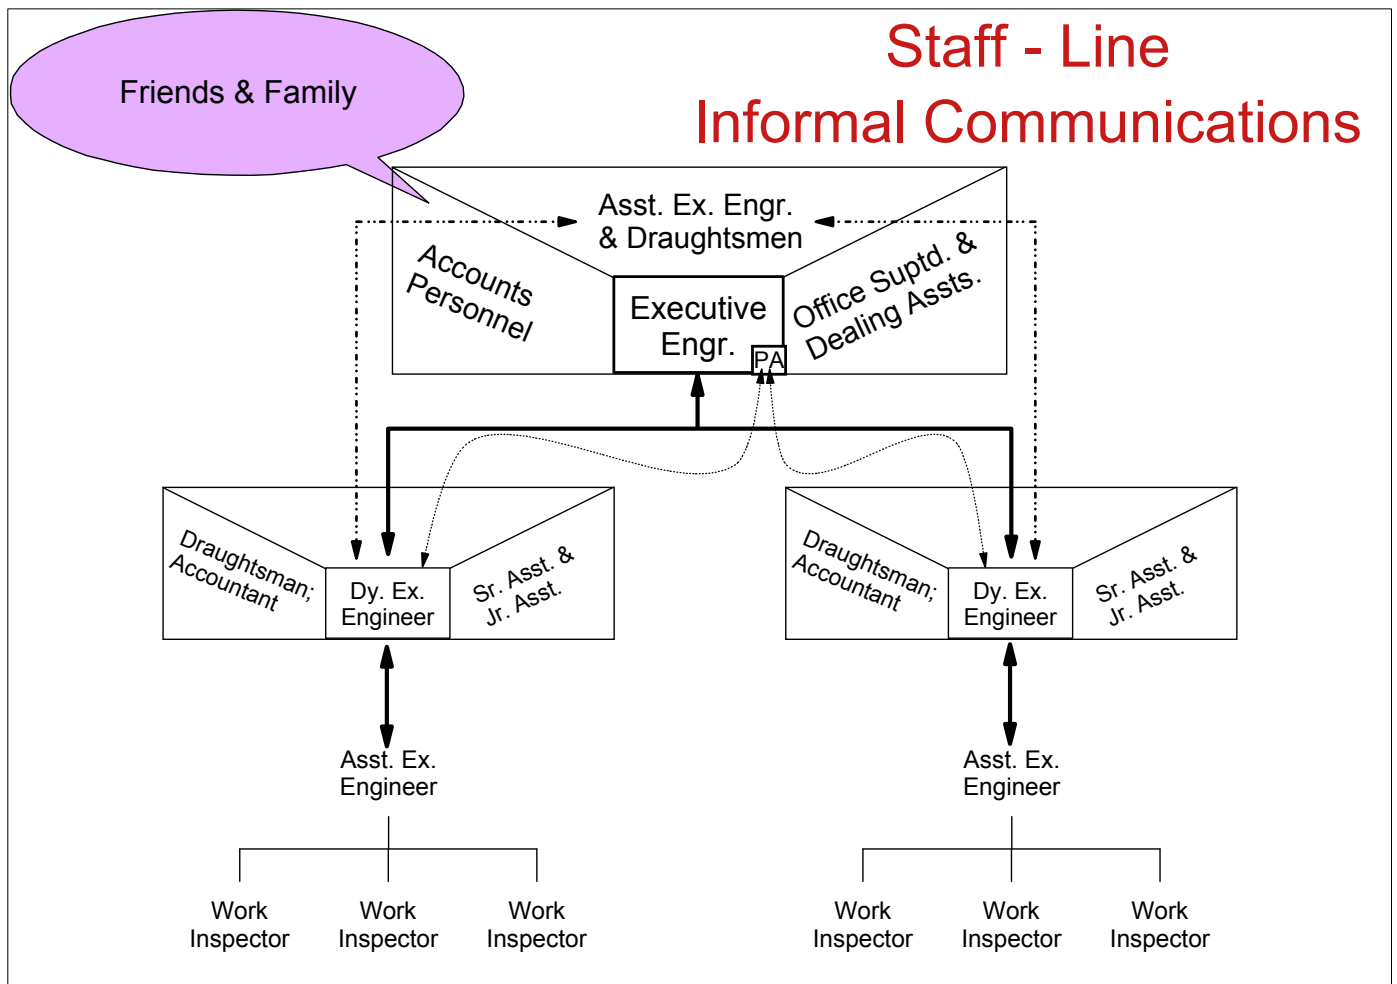 Staff - Line
Informal Communications
Friends & Family
Asst. Ex. Engr.
& Draughtsmen
Accounts
Personnel
Executive
Engr.
PA
Office Suptd. &
Dealing Assts.
Draughtsman;
Accountant
Dy. Ex.
Engineer
Sr. Asst. &
Jr. Asst.
Draughtsman;
Accountant
Dy. Ex.
Engineer
Sr. Asst. &
Jr. Asst.
Asst. Ex.
Engineer
Asst. Ex.
Engineer
Work
Inspector
Work
Inspector
Work
Inspector
Work
Inspector
Work
Inspector
Work
Inspector